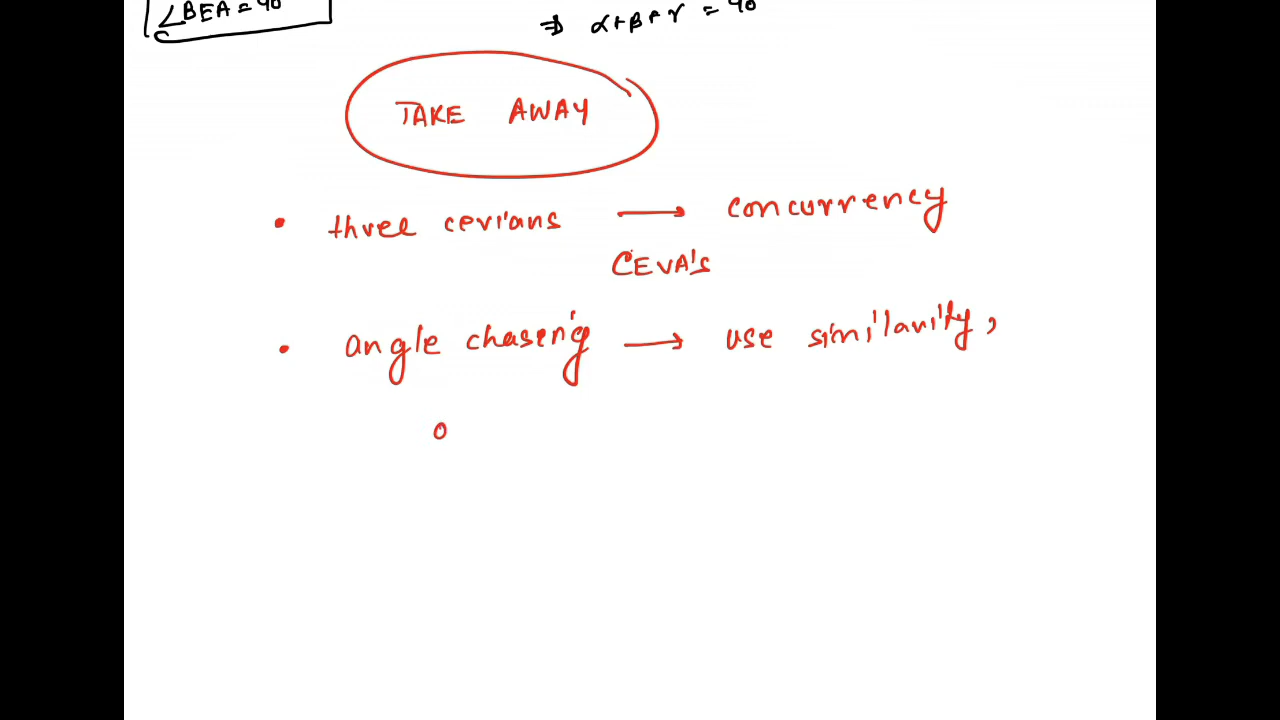 ∠BEA = 90
⇒ α+β+γ = 90
TAKE AWAY
• three cevians → concurrency
CEVA's
• angle chasing → use similarity,
o